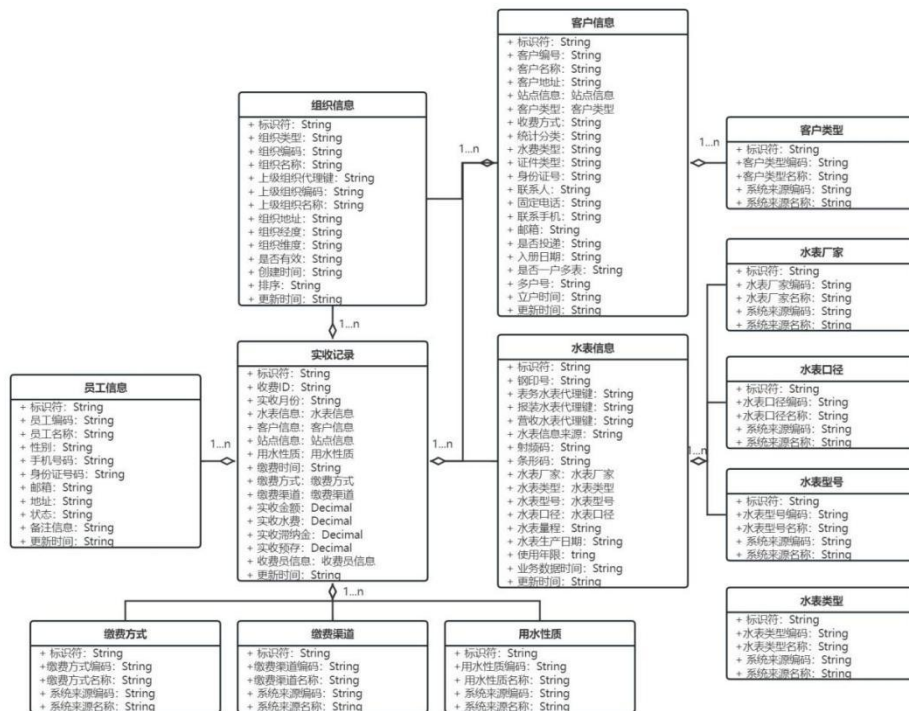 客户信息
+ 标识符：String
+ 客户编号：String
+ 客户名称：String
+ 客户地址：String
+ 站点信息：站点信息
+ 客户类型：客户类型
+ 收费方式：String
+ 统计分类：String
+ 水费类型：String
+ 证件类型：String
+ 身份证号：String
+ 联系人：String
+ 固定电话：String
+ 联系手机：String
+ 邮箱：String
+ 是否投递：String
+ 入册日期：String
+ 是否一户多表：String
+ 多户号：String
+ 立户时间：String
+ 更新时间：String
组织信息
+ 标识符：String
+ 组织类型：String
+ 组织编码：String
+ 组织名称：String
+ 上级组织代理键：String
+ 上级组织编码：String
+ 上级组织名称：String
+ 组织地址：String
+ 组织经度：String
+ 组织维度：String
+ 是否有效：String
+ 创建时间：String
+ 排序：String
+ 更新时间：String
1...n
1...n
客户类型
+ 标识符：String
+客户类型编码：String
+客户类型名称：String
+ 系统来源编码：String
+ 系统来源名称：String
水表厂家
+ 标识符：String
+ 水表厂家编码：String
+ 水表厂家名称：String
+ 系统来源编码：String
+ 系统来源名称：String
1...n
实收记录
+ 标识符：String
+ 收费ID：String
+ 实收月份：String
+ 水表信息：水表信息
+ 客户信息：客户信息
+ 站点信息：站点信息
+ 用水性质：用水性质
+ 缴费时间：String
+ 缴费方式：缴费方式
+ 缴费渠道：缴费渠道
+ 实收金额：Decimal
+ 实收水费：Decimal
+ 实收滞纳金：Decimal
+ 实收预存：Decimal
+ 收费员信息：收费员信息
+ 更新时间：String
水表信息
+ 标识符：String
+ 钢印号：String
+ 表务水表代理键：String
+ 报装水表代理键：String
+ 营收水表代理键：String
+ 水表信息来源：String
+ 射频码：String
+ 条形码：String
+ 水表厂家：水表厂家
+ 水表类型：水表类型
+ 水表型号：水表型号
+ 水表口径：水表口径
+ 水表量程：String
+ 水表生产日期：String
+ 使用年限：tring
+ 业务数据时间：String
+ 更新时间：String
水表口径
+ 标识符：String
+水表口径编码：String
+水表口径名称：String
+ 系统来源编码：String
+ 系统来源名称：String
员工信息
+ 标识符：String
+ 员工编码：String
+ 员工名称：String
+ 性别：String
+ 手机号码：String
+ 身份证号码：String
+ 邮箱：String
+ 地址：String
+ 状态：String
+ 备注信息：String
+ 更新时间：String
1...n
1...n
1...n
水表型号
+ 标识符：String
+水表型号编码：String
+水表型号名称：String
+ 系统来源编码：String
+ 系统来源名称：String
1...n
水表类型
+ 标识符：String
+水表类型编码：String
+水表类型名称：String
+ 系统来源编码：String
+ 系统来源名称：String
缴费方式
+ 标识符：String
+缴费方式编码：String
+缴费方式名称：String
+ 系统来源编码：String
+ 系统来源名称：String
缴费渠道
+ 标识符：String
+缴费渠道编码：String
+缴费渠道名称：String
+ 系统来源编码：String
+ 系统来源名称：String
用水性质
+ 标识符：String
+用水性质编码：String
+ 用水性质名称：String
+ 系统来源编码：String
+ 系统来源名称：String